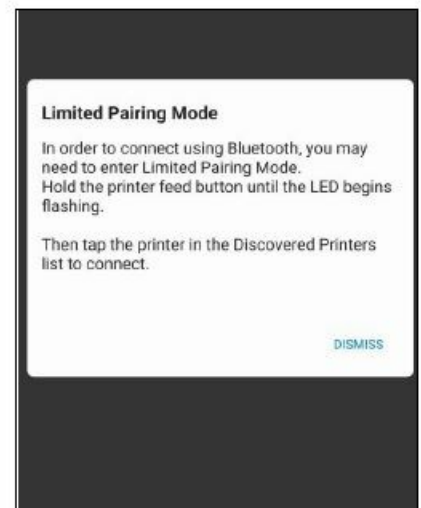 Limited Pairing Mode
In order to connect using Bluetooth, you may
need to enter Limited Pairing Mode.
Hold the printer feed button until the LED begins
flashing.
Then tap the printer in the Discovered Printers
list to connect.
DISMISS